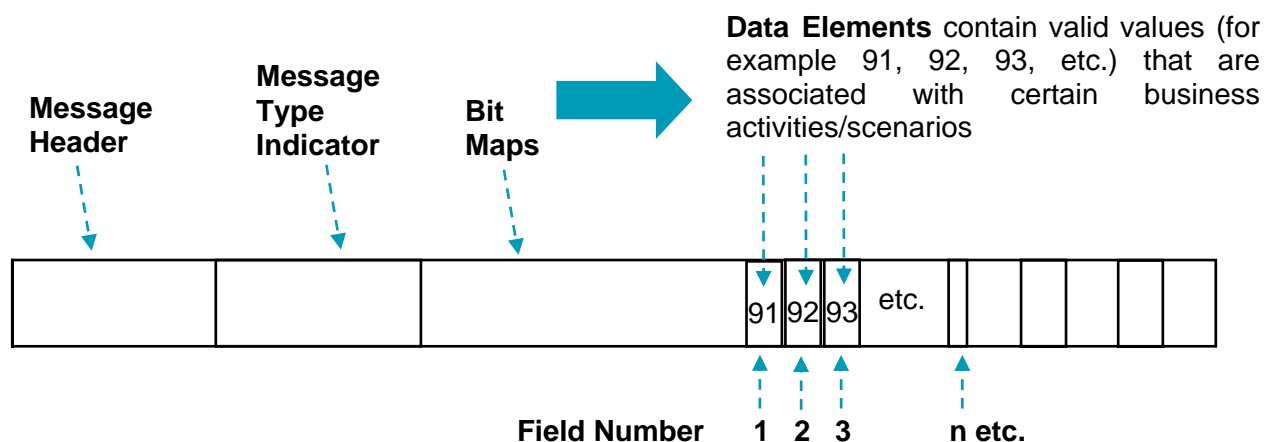 Message
Header
Message
Type
Indicator
Bit
Maps
Data Elements contain valid values (for
example 91, 92, 93, etc.) that are
associated with certain business
activities/scenarios
91 92 93 etc.
Field Number 1 2 3 n etc.